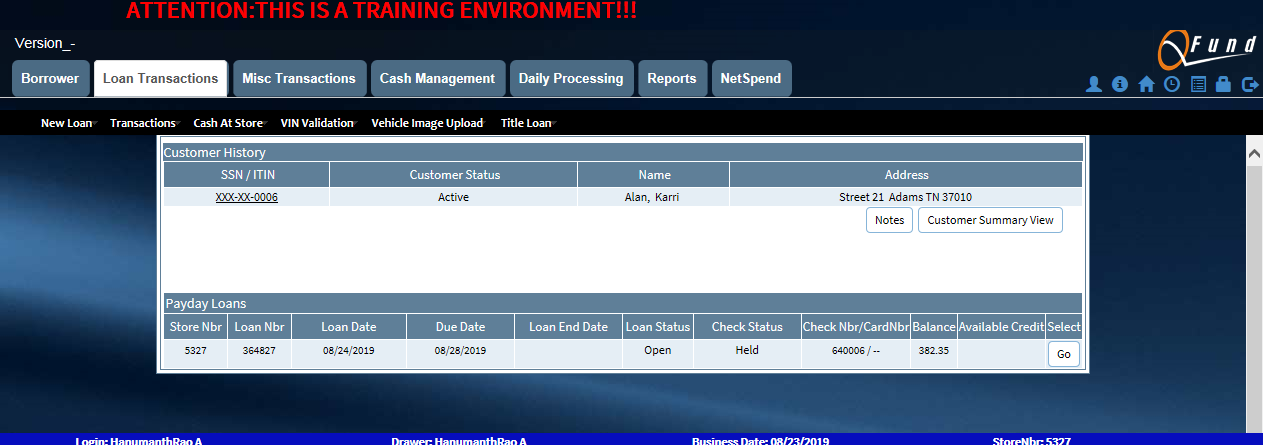 ATTENTION:THIS IS A TRAINING ENVIRONMENT!!!
Version_-
QFund
Borrower Loan Transactions Misc Transactions Cash Management Daily Processing Reports NetSpend
New Loan Transactions Cash At Store VIN Validation Vehicle Image Upload Title Loan
Customer History
SSN / ITIN Customer Status Name Address
XXX-XX-0006 Active Alan, Karri Street 21 Adams TN 37010
Notes Customer Summary View
Payday Loans
Store Nbr Loan Nbr Loan Date Due Date Loan End Date Loan Status Check Status Check Nbr/CardNbr Balance Available Credit Select
5327 364827 08/24/2019 08/28/2019 Open Held 640006 / -- 382.35 Go
Login: HanumanthRao A Drawer: HanumanthRao A Business Date: 08/23/2019 StoreNbr: 5327